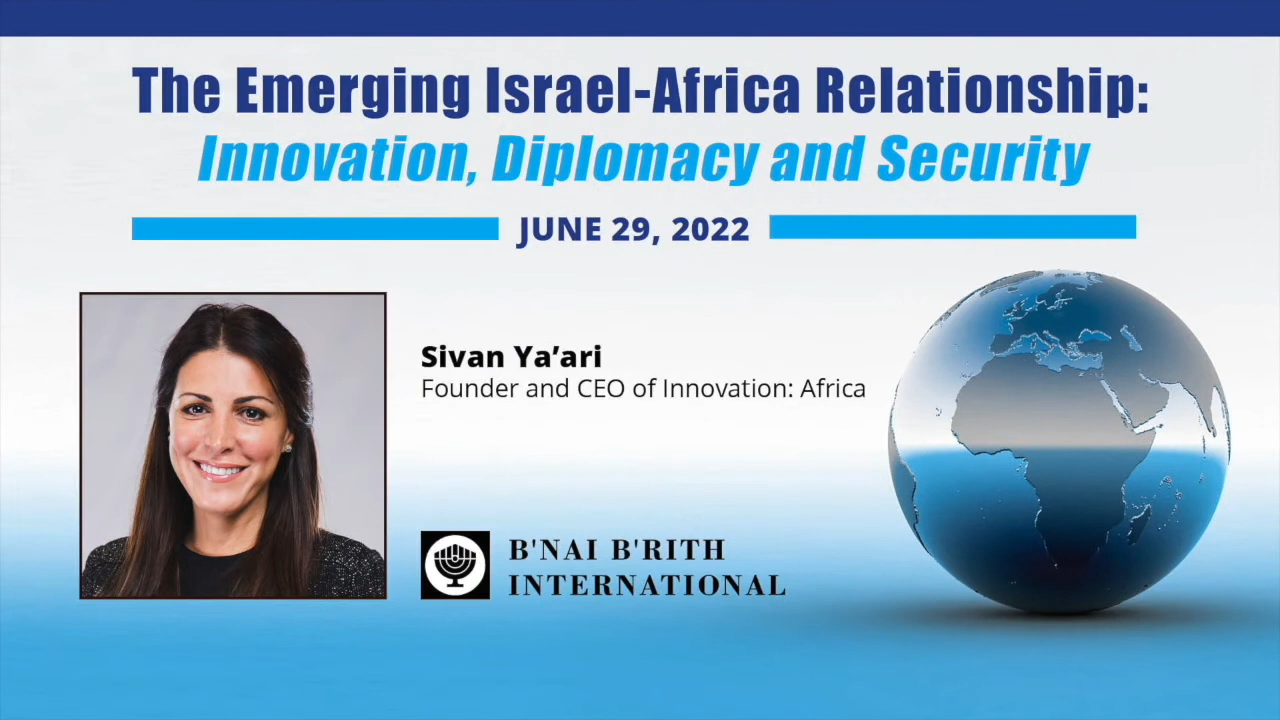 The Emerging Israel-Africa Relationship:
Innovation, Diplomacy and Security
JUNE 29, 2022
Sivan Ya’ari
Founder and CEO of Innovation: Africa
B'NAI B'RITH
INTERNATIONAL